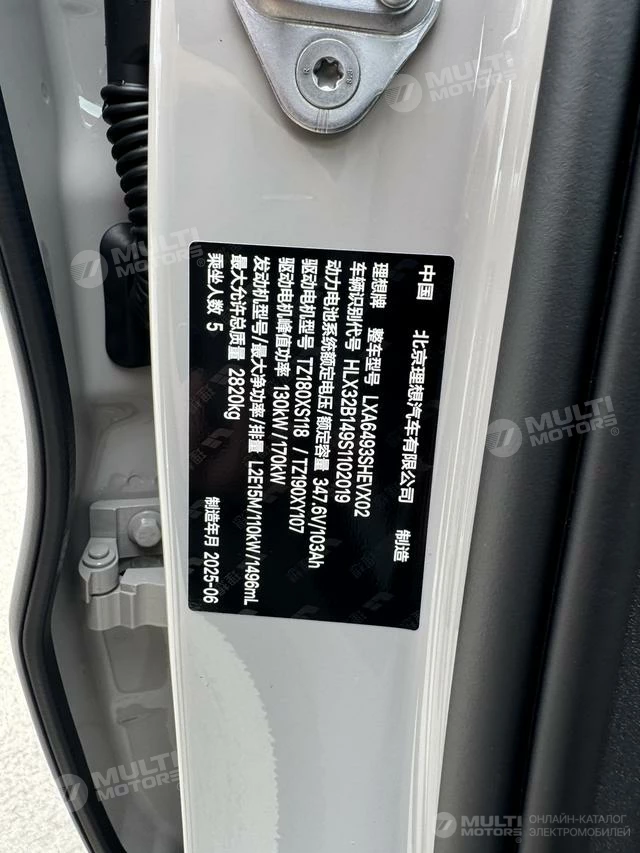 中国 北京理想汽车有限公司 制造
理想牌 整车型号 LXA6493SHEVX02
车辆识别代号 HLX32B149S1102019
动力电池系统额定电压/额定容量 347.6V/103Ah
驱动电机型号 TZ180XS118 / TZ190XY107
驱动电机峰值功率 130kW/170kW
发动机型号/最大净功率/排量 L2E15M/110kW/1496mL
最大允许总质量 2820kg
乘坐人数 5 制造年月 2025-06
MULTI MOTORS
MULTI MOTORS
MULTI MOTORS
MULTI MOTORS
MULTI MOTORS
MULTI MOTORS ОНЛАЙН-КАТАЛОГ ЭЛЕКТРОМОБИЛЕЙ